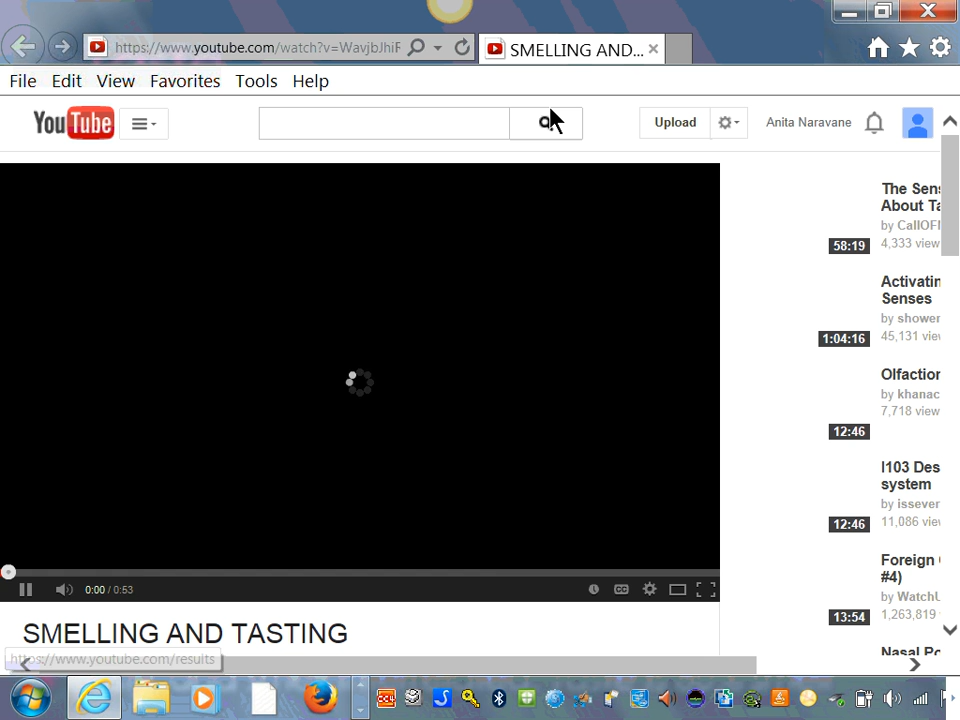 https://www.youtube.com/watch?v=WavjbJhiF
SMELLING AND...
File Edit View Favorites Tools Help
YouTube
Upload
Anita Naravane
The Sens
About Ta
by CallOFF
4,333 view
58:19
Activatin
Senses
by shower
45,131 view
1:04:16
Olfaction
by khanac
7,718 view
12:46
I103 Des
system
by issever
11,086 view
12:46
Foreign
#4)
by WatchU
1,263,819
13:54
Nasal Po
0:00 / 0:53
CC
SMELLING AND TASTING
https://www.youtube.com/results